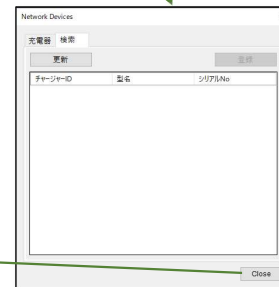 Network Devices
充電器 検索
更新 登録
チャージャーID 型名 シリアルNo
Close